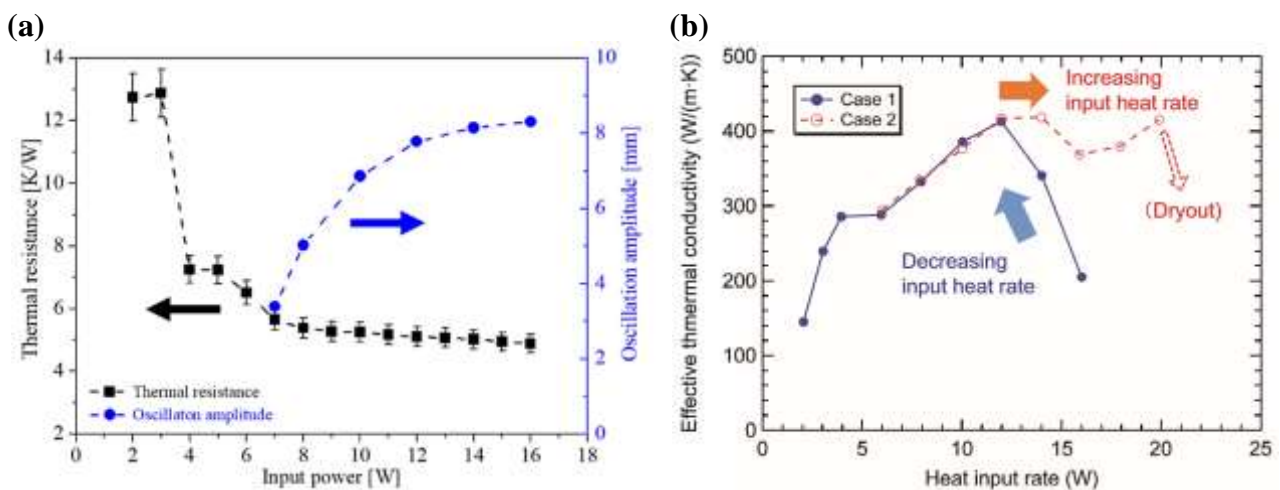 (a)
14
12
10
8
6
4
2
Thermal resistance [K/W]
0 2 4 6 8 10 12 14 16 18
Input power [W]
10
8
6
4
2
0
Oscillation amplitude [mm]
Thermal resistance
Oscillaton amplitude
(b)
500
400
300
200
100
0
Effective thmermal conductivity (W/(m·K))
0 5 10 15 20 25
Heat input rate (W)
Case 1
Case 2
Increasing
input heat rate
(Dryout)
Decreasing
input heat rate